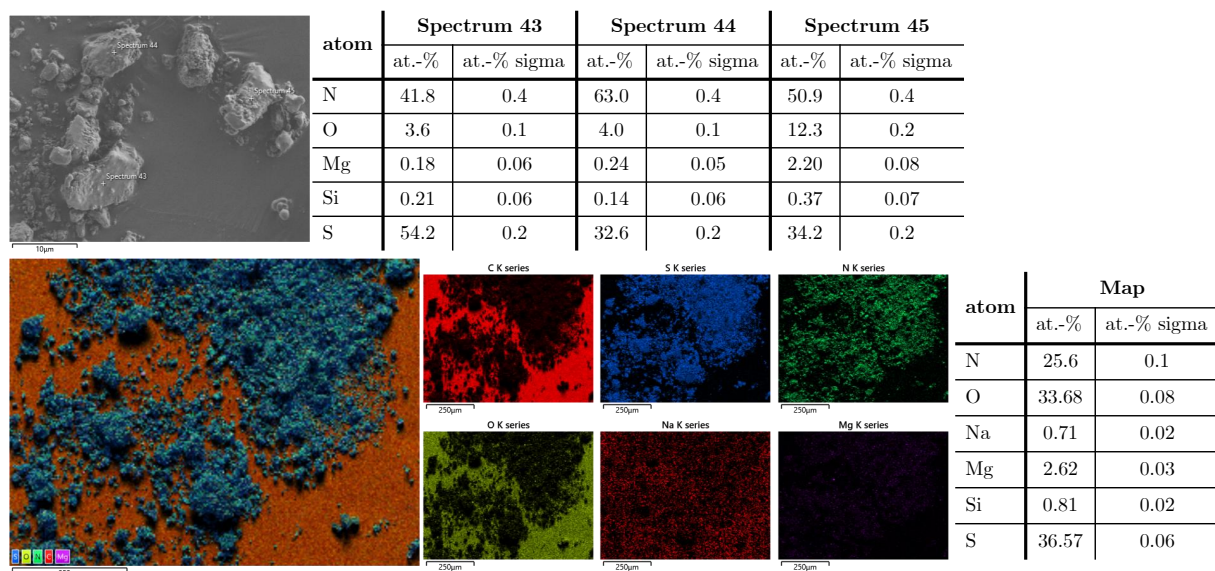 Spectrum 44
Spectrum 45
Spectrum 43
10µm
atom Spectrum 43 Spectrum 44 Spectrum 45
at.-% at.-% sigma at.-% at.-% sigma at.-% at.-% sigma
N 41.8 0.4 63.0 0.4 50.9 0.4
O 3.6 0.1 4.0 0.1 12.3 0.2
Mg 0.18 0.06 0.24 0.05 2.20 0.08
Si 0.21 0.06 0.14 0.06 0.37 0.07
S 54.2 0.2 32.6 0.2 34.2 0.2
S O N C Mg
C K series S K series N K series
250µm 250µm 250µm
O K series Na K series Mg K series
250µm 250µm 250µm
atom Map
at.-% at.-% sigma
N 25.6 0.1
O 33.68 0.08
Na 0.71 0.02
Mg 2.62 0.03
Si 0.81 0.02
S 36.57 0.06